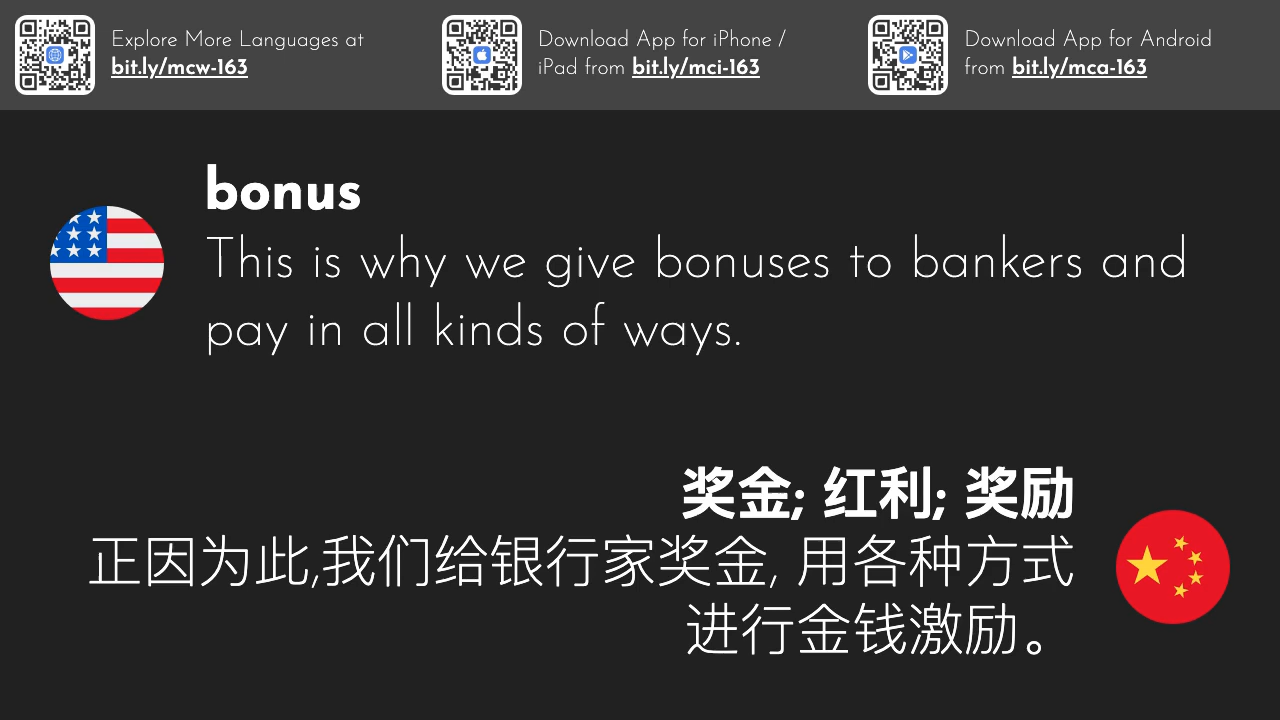 Explore More Languages at
bit.ly/mcw-163
Download App for iPhone /
iPad from bit.ly/mci-163
Download App for Android
from bit.ly/mca-163
bonus
This is why we give bonuses to bankers and
pay in all kinds of ways.
奖金; 红利; 奖励
正因为此,我们给银行家奖金, 用各种方式
进行金钱激励。